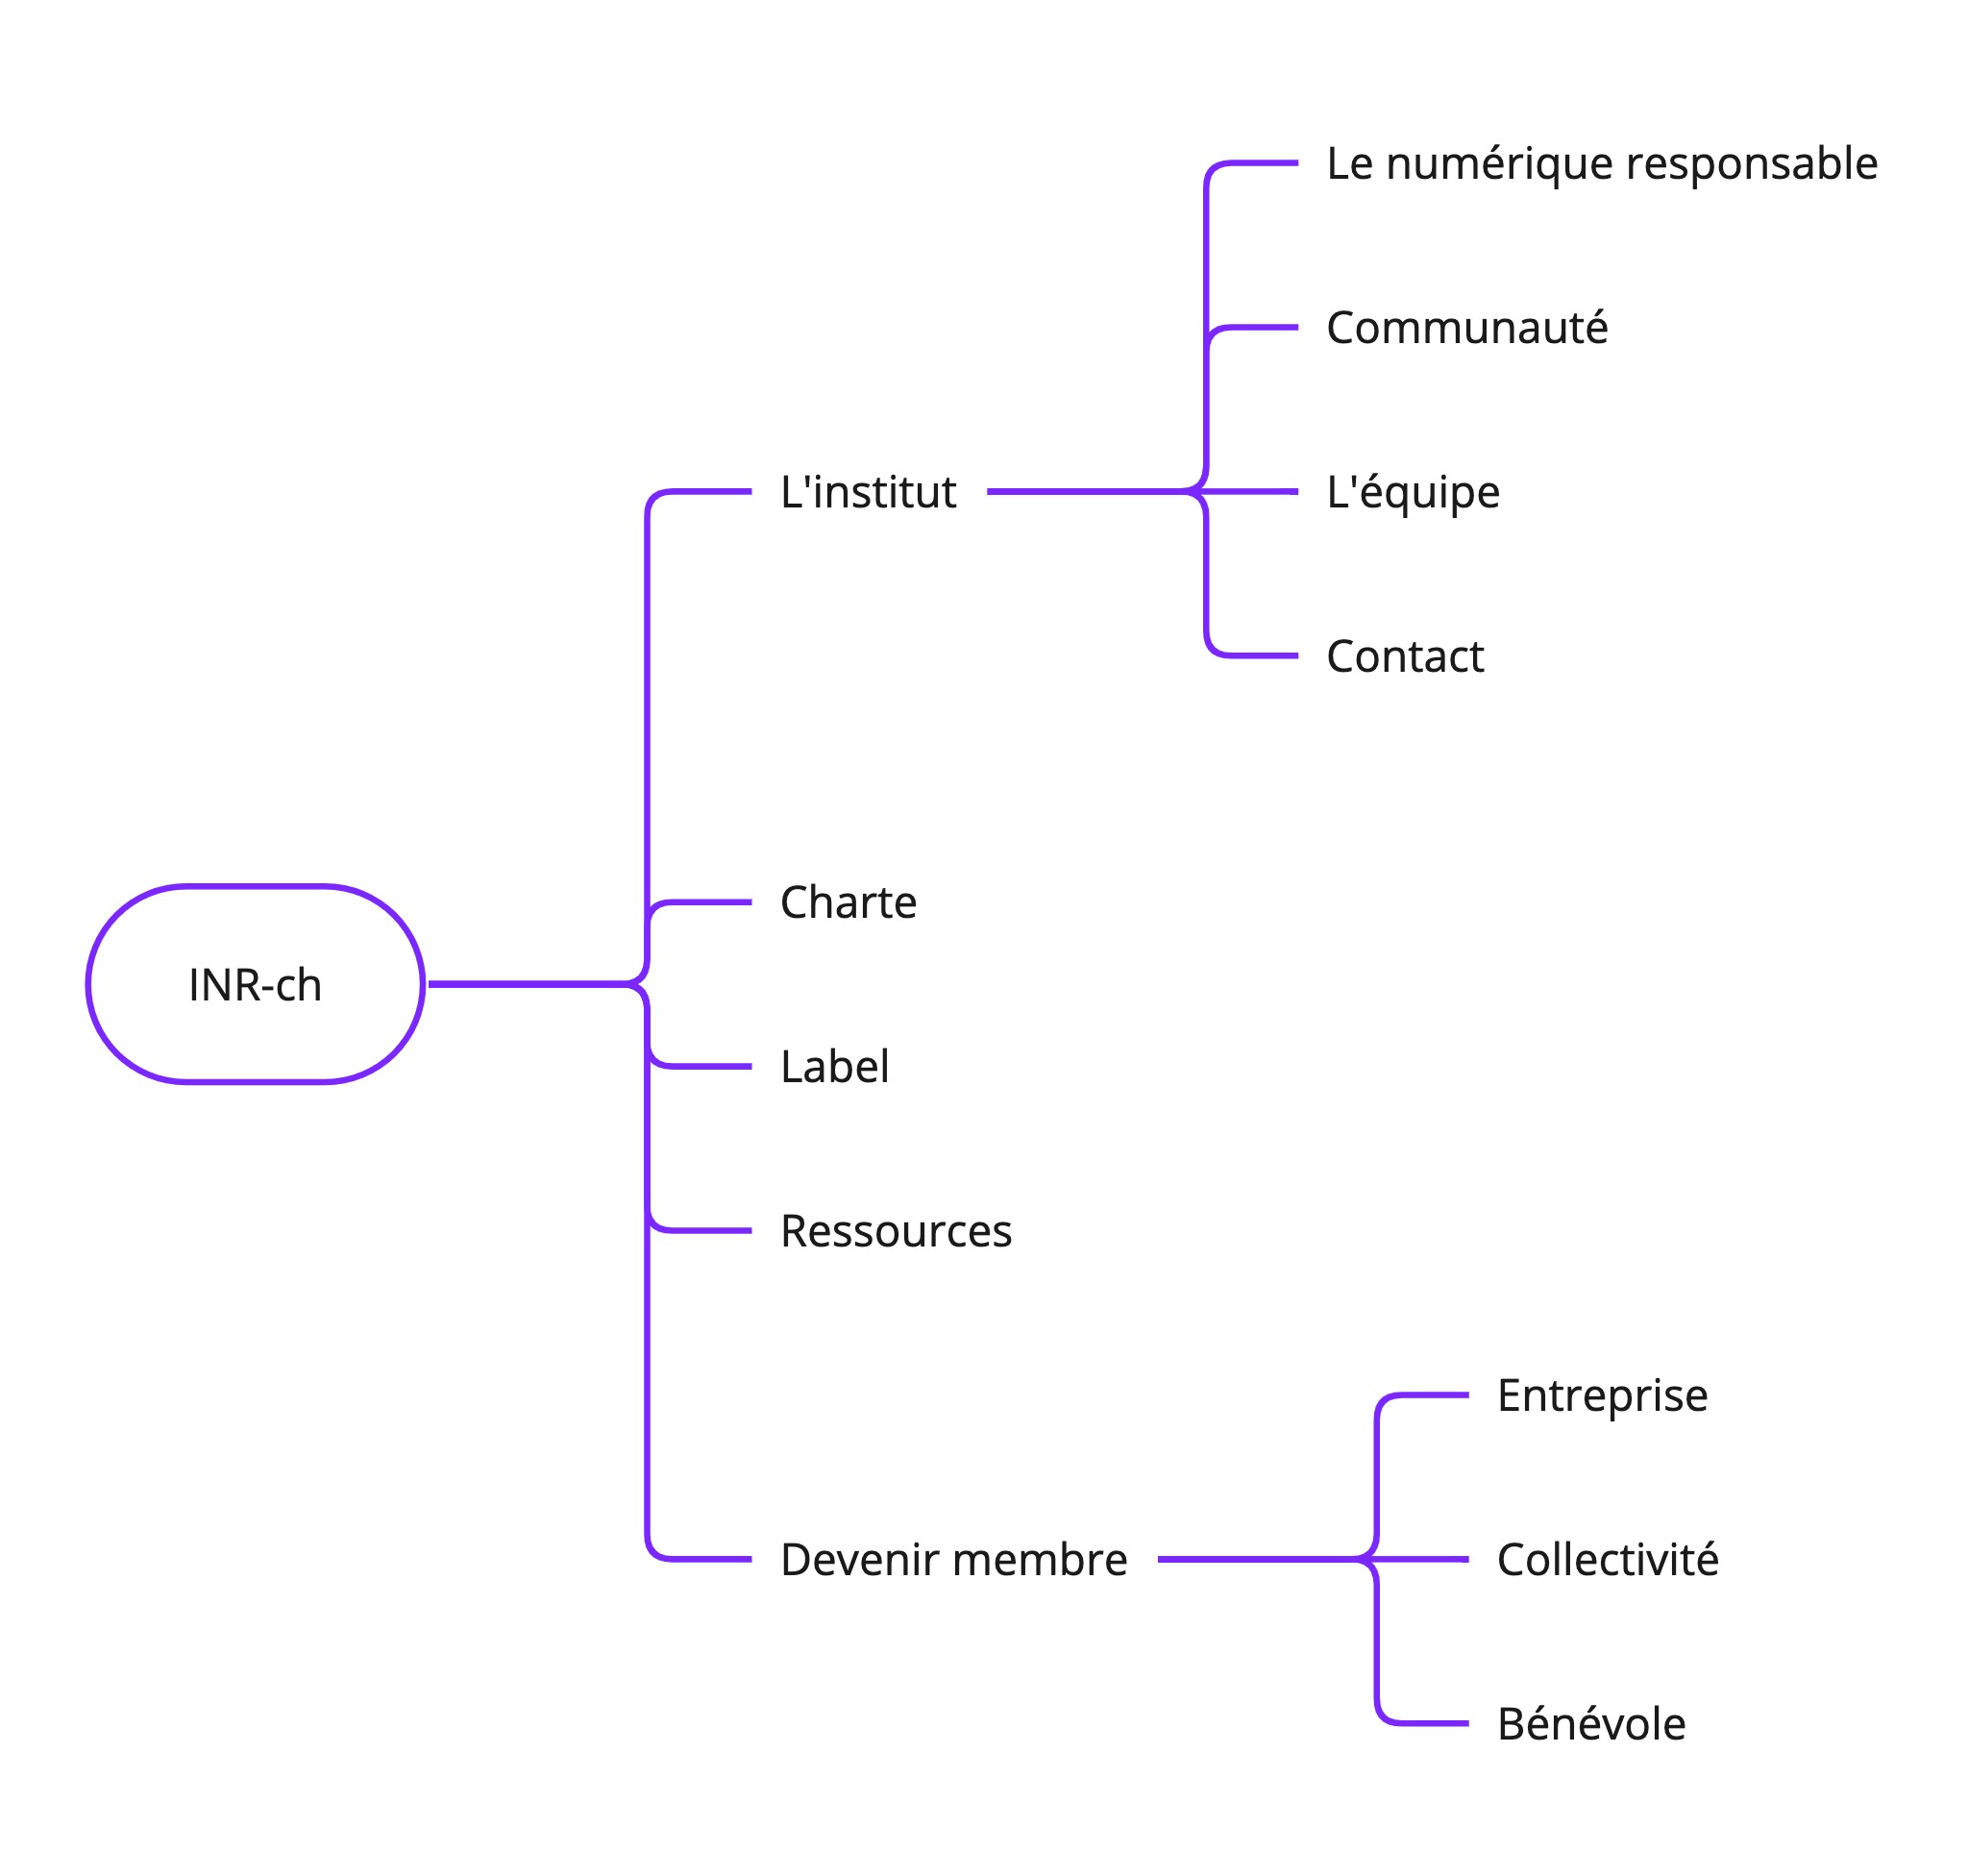 INR-ch
L'institut
Le numérique responsable
Communauté
L'équipe
Contact
Charte
Label
Ressources
Devenir membre
Entreprise
Collectivité
Bénévole